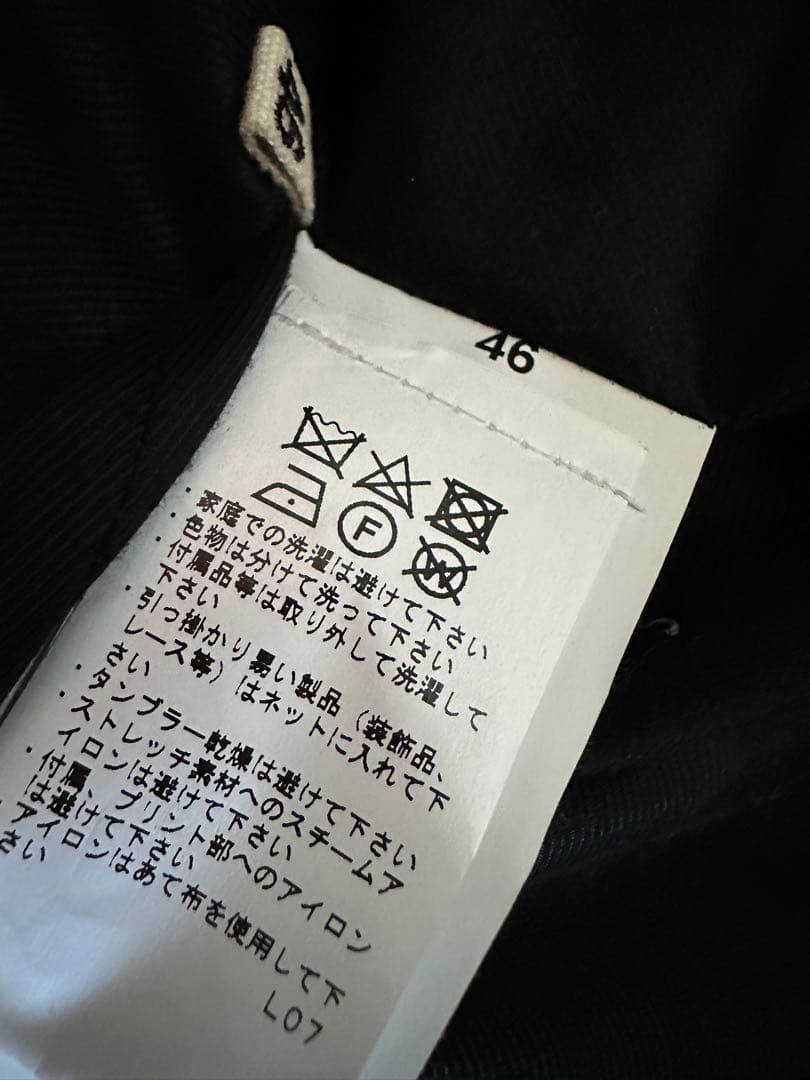 46
46
F
W
・家庭での洗濯は避けて下さい
・色物は分けて洗って下さい
・付属品等は取り外して洗濯して
下さい
・引っ掛かり易い製品（装飾品、
レース等）はネットに入れて下
さい
・タンブラー乾燥は避けて下さい
・ストレッチ素材へのスチームア
イロンは避けて下さい
・付属、プリント部へのアイロン
は避けて下さい
・アイロンはあて布を使用して下
さい
L07